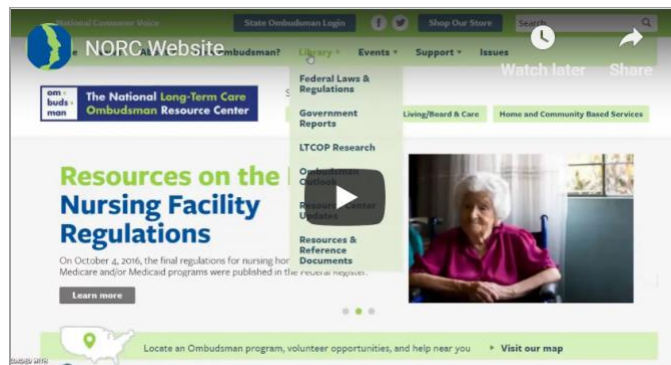 National Consumer Voice State Ombudsman Login Shop Our Store Search
NORC Website
Ombudsman? Library Events Support Issues
Watch later Share
Federal Laws &
Regulations
om
buds
man
The National Long-Term Care
Ombudsman Resource Center
Government
Reports
Living/Board & Care Home and Community Based Services
LTCOP Research
Ombudsman
Outlook
Resource Center
Updates
Resources &
Reference
Documents
Resources on the
Nursing Facility
Regulations
On October 4, 2016, the final regulations for nursing
Medicare and/or Medicaid programs were published in the Federal Register.
Learn more
Locate an Ombudsman program, volunteer opportunities, and help near you Visit our map